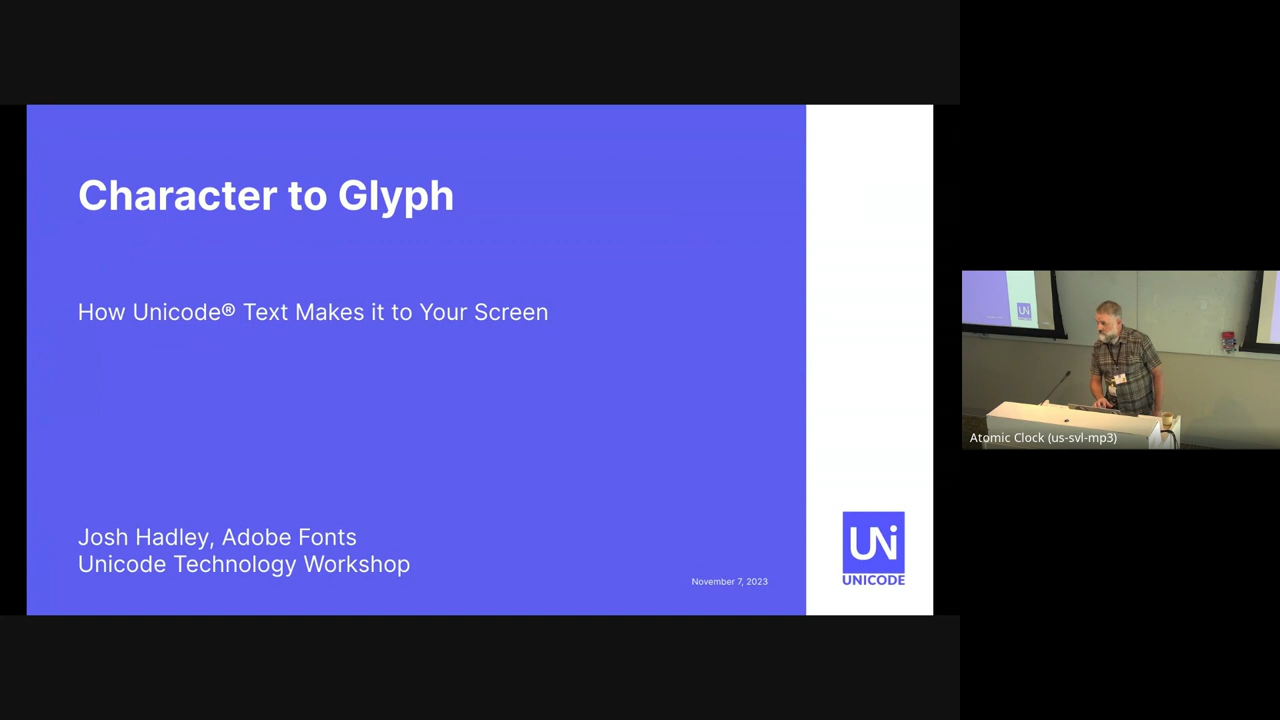 Character to Glyph
How Unicode® Text Makes it to Your Screen
Josh Hadley, Adobe Fonts
Unicode Technology Workshop
November 7, 2023
UNi
UNICODE
Atomic Clock (us-svl-mp3)